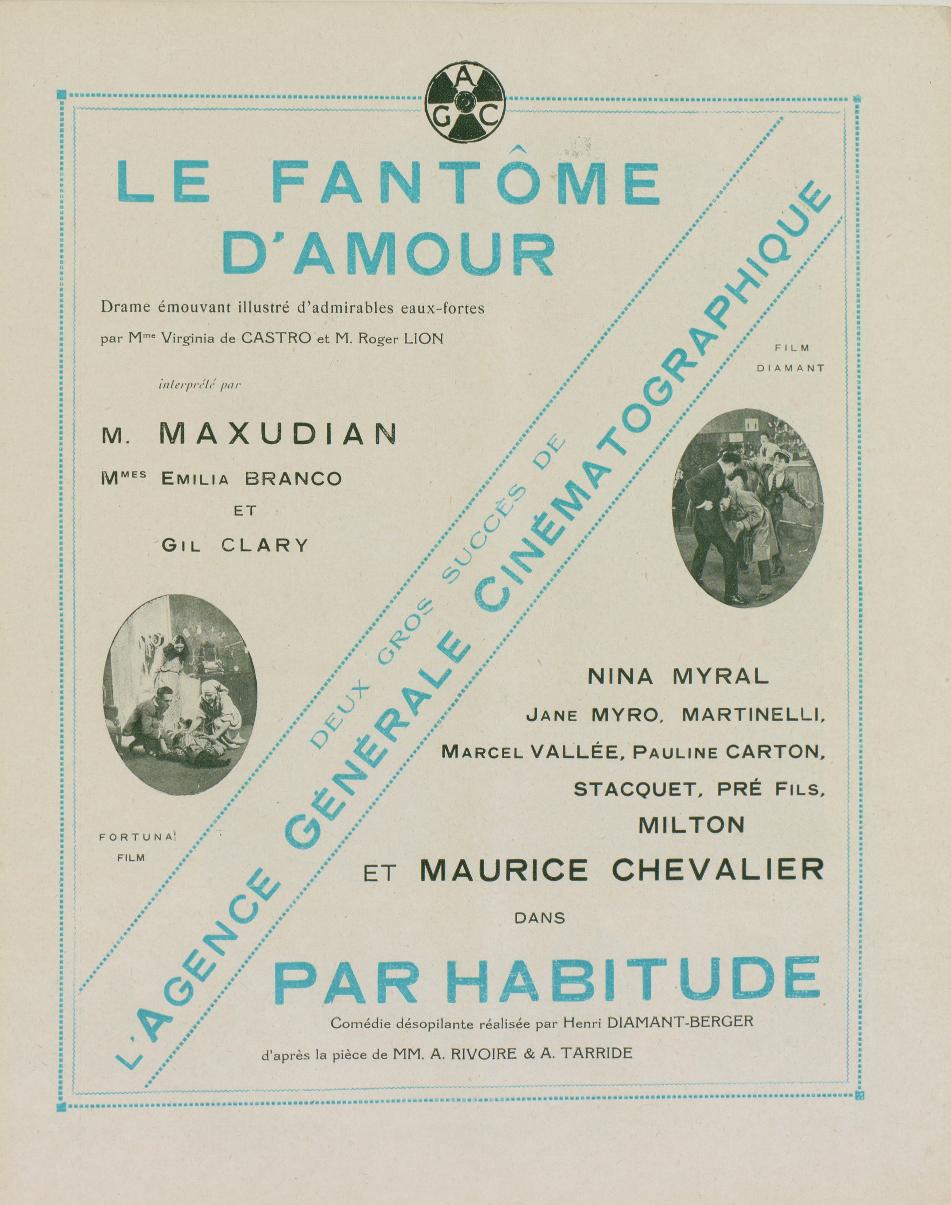 A
G C
LE FANTÔME
D'AMOUR
Drame émouvant illustré d'admirables eaux-fortes
par Mme Virginia de CASTRO et M. Roger LION
interprété par
M. MAXUDIAN
MMES EMILIA BRANCO
ET
GIL CLARY
FORTUNA
FILM
DEUX GROS SUCCÈS DE
L'AGENCE GÉNÉRALE CINÉMATOGRAPHIQUE
FILM
DIAMANT
NINA MYRAL
JANE MYRO, MARTINELLI,
MARCEL VALLÉE, PAULINE CARTON,
STACQUET, PRÉ FILS,
MILTON
ET MAURICE CHEVALIER
DANS
PAR HABITUDE
Comédie désopilante réalisée par Henri DIAMANT-BERGER
d'après la pièce de MM. A. RIVOIRE & A. TARRIDE